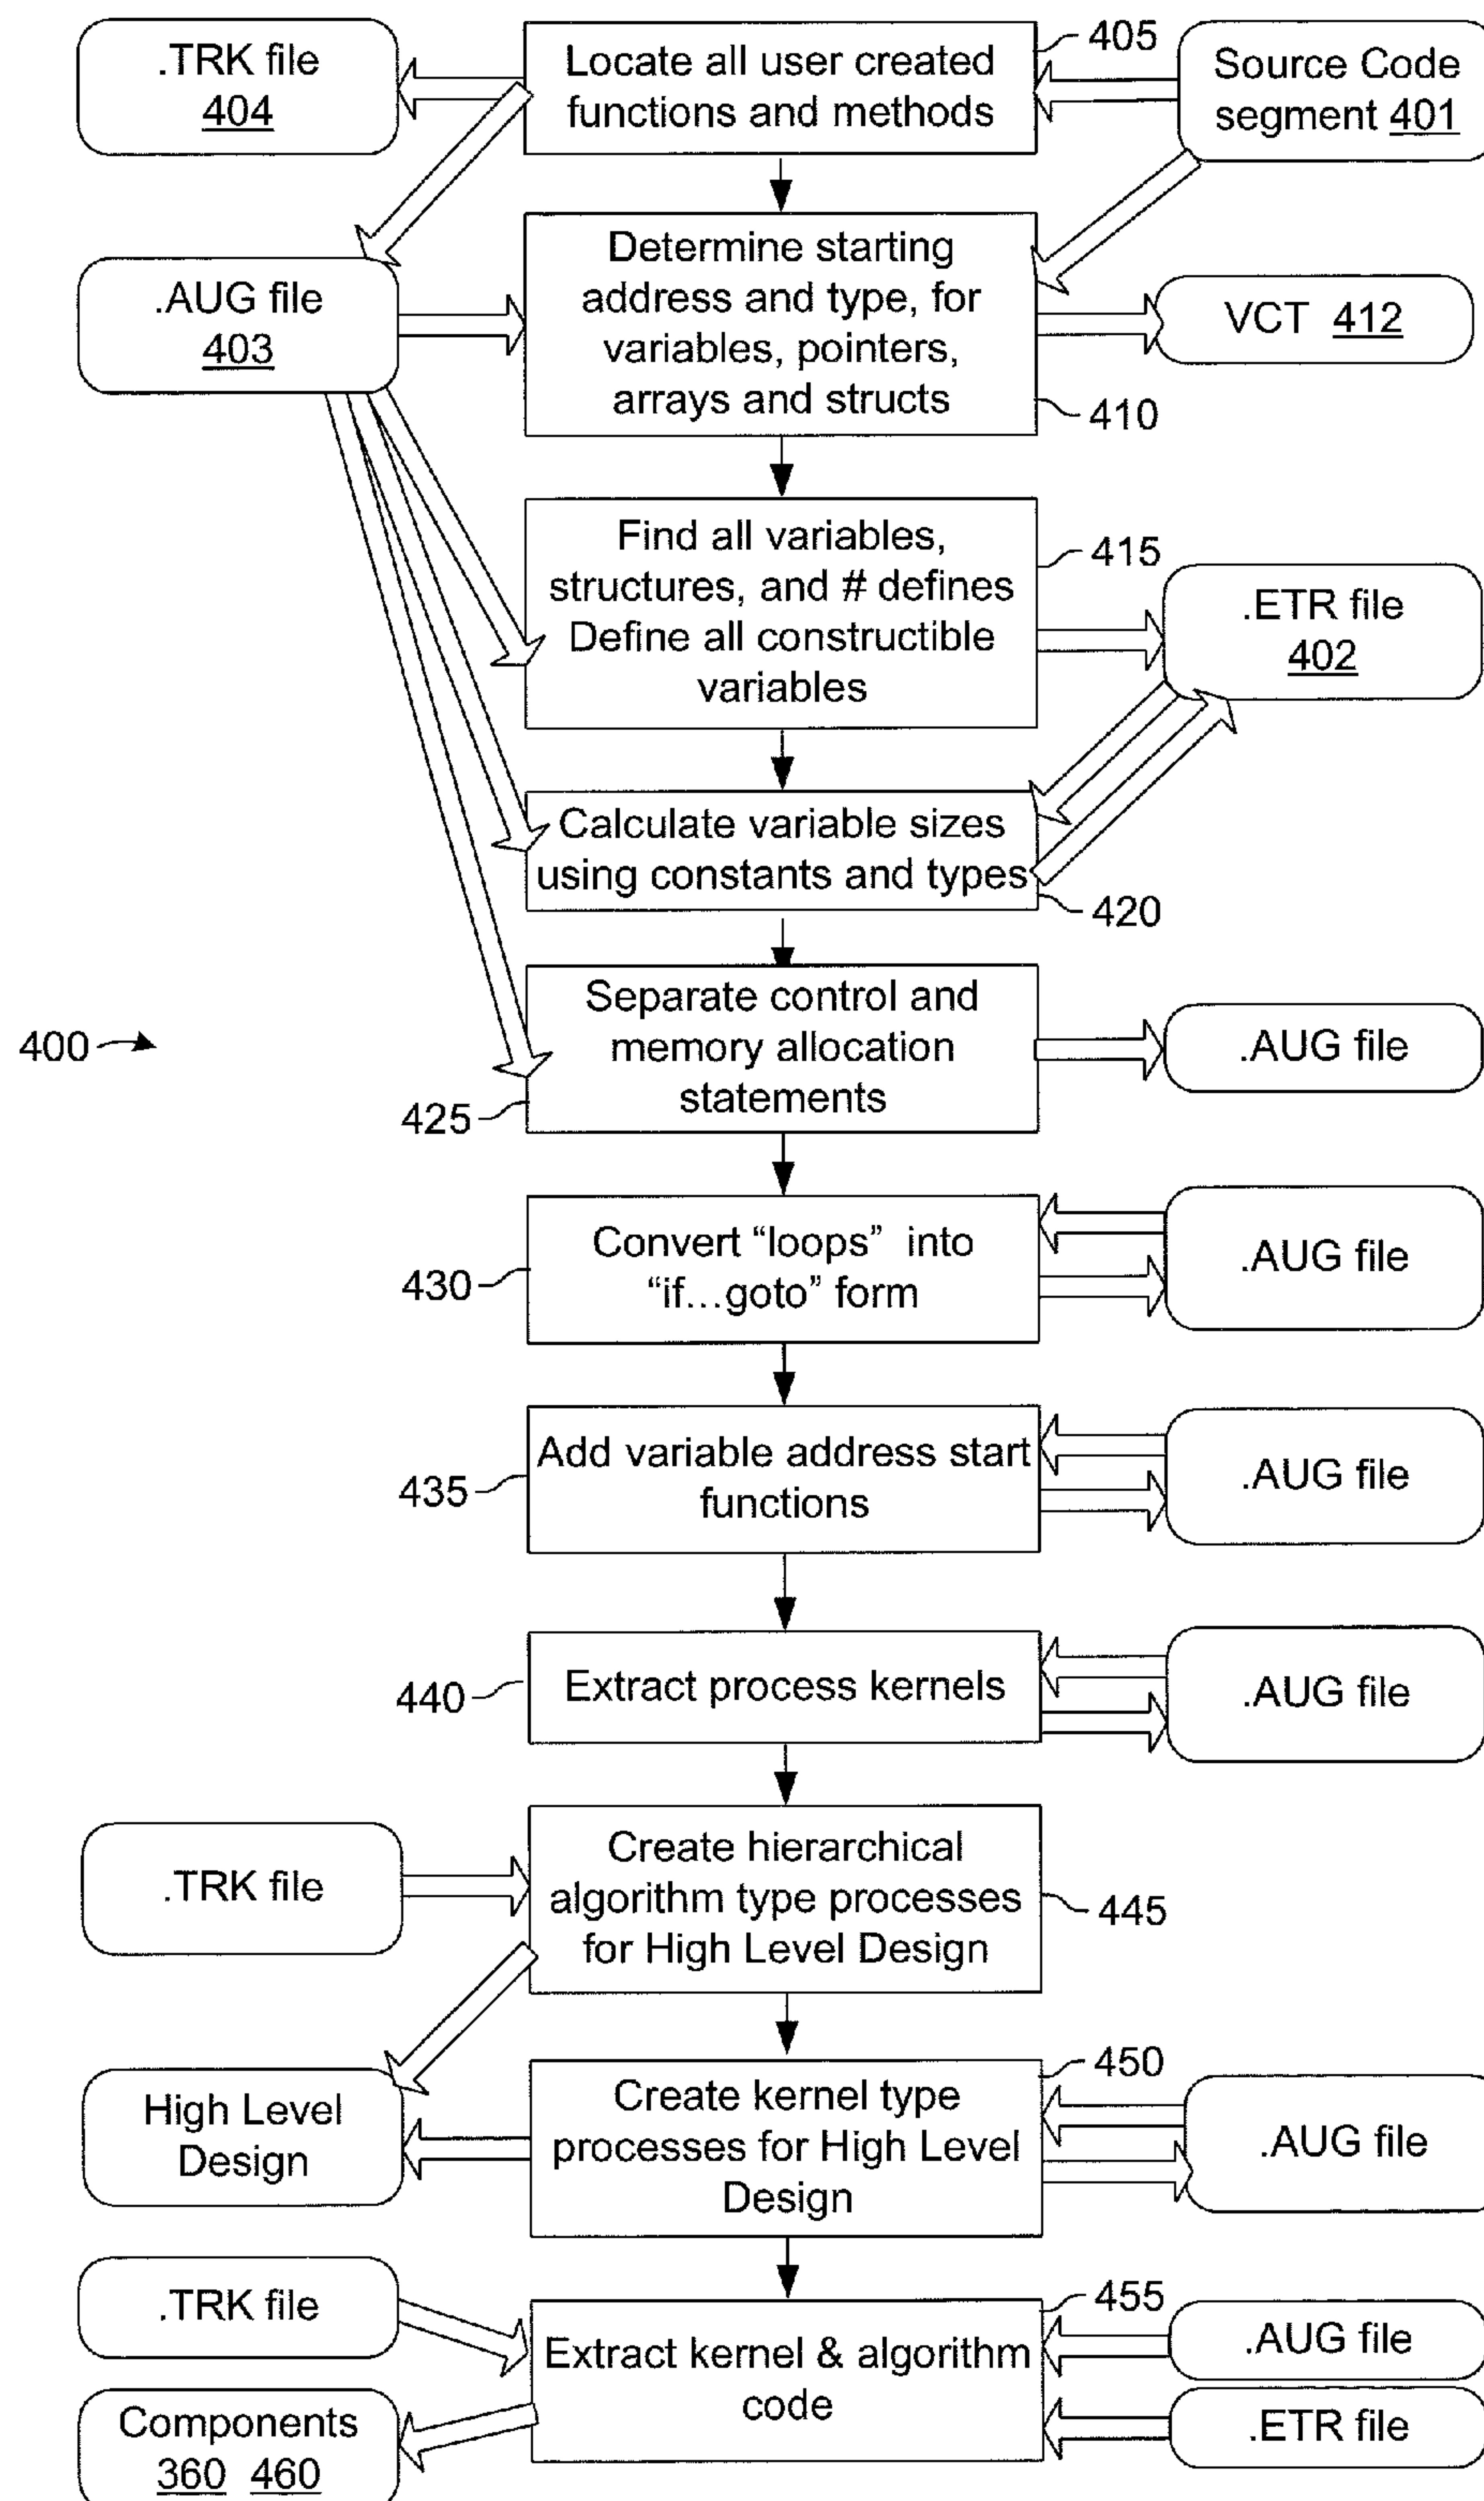 .TRK file
404
Locate all user created
functions and methods
405
Source Code
segment 401
.AUG file
403
Determine starting
address and type, for
variables, pointers,
arrays and structs
410
VCT 412
Find all variables,
structures, and # defines
Define all constructible
variables
415
.ETR file
402
Calculate variable sizes
using constants and types
420
400
Separate control and
memory allocation
statements
425
.AUG file
Convert “loops” into
“if...goto” form
430
.AUG file
Add variable address start
functions
435
.AUG file
Extract process kernels
440
.AUG file
.TRK file
Create hierarchical
algorithm type processes
for High Level Design
445
High Level
Design
Create kernel type
processes for High Level
Design
450
.AUG file
.TRK file
Extract kernel & algorithm
code
455
.AUG file
.ETR file
Components
360 460